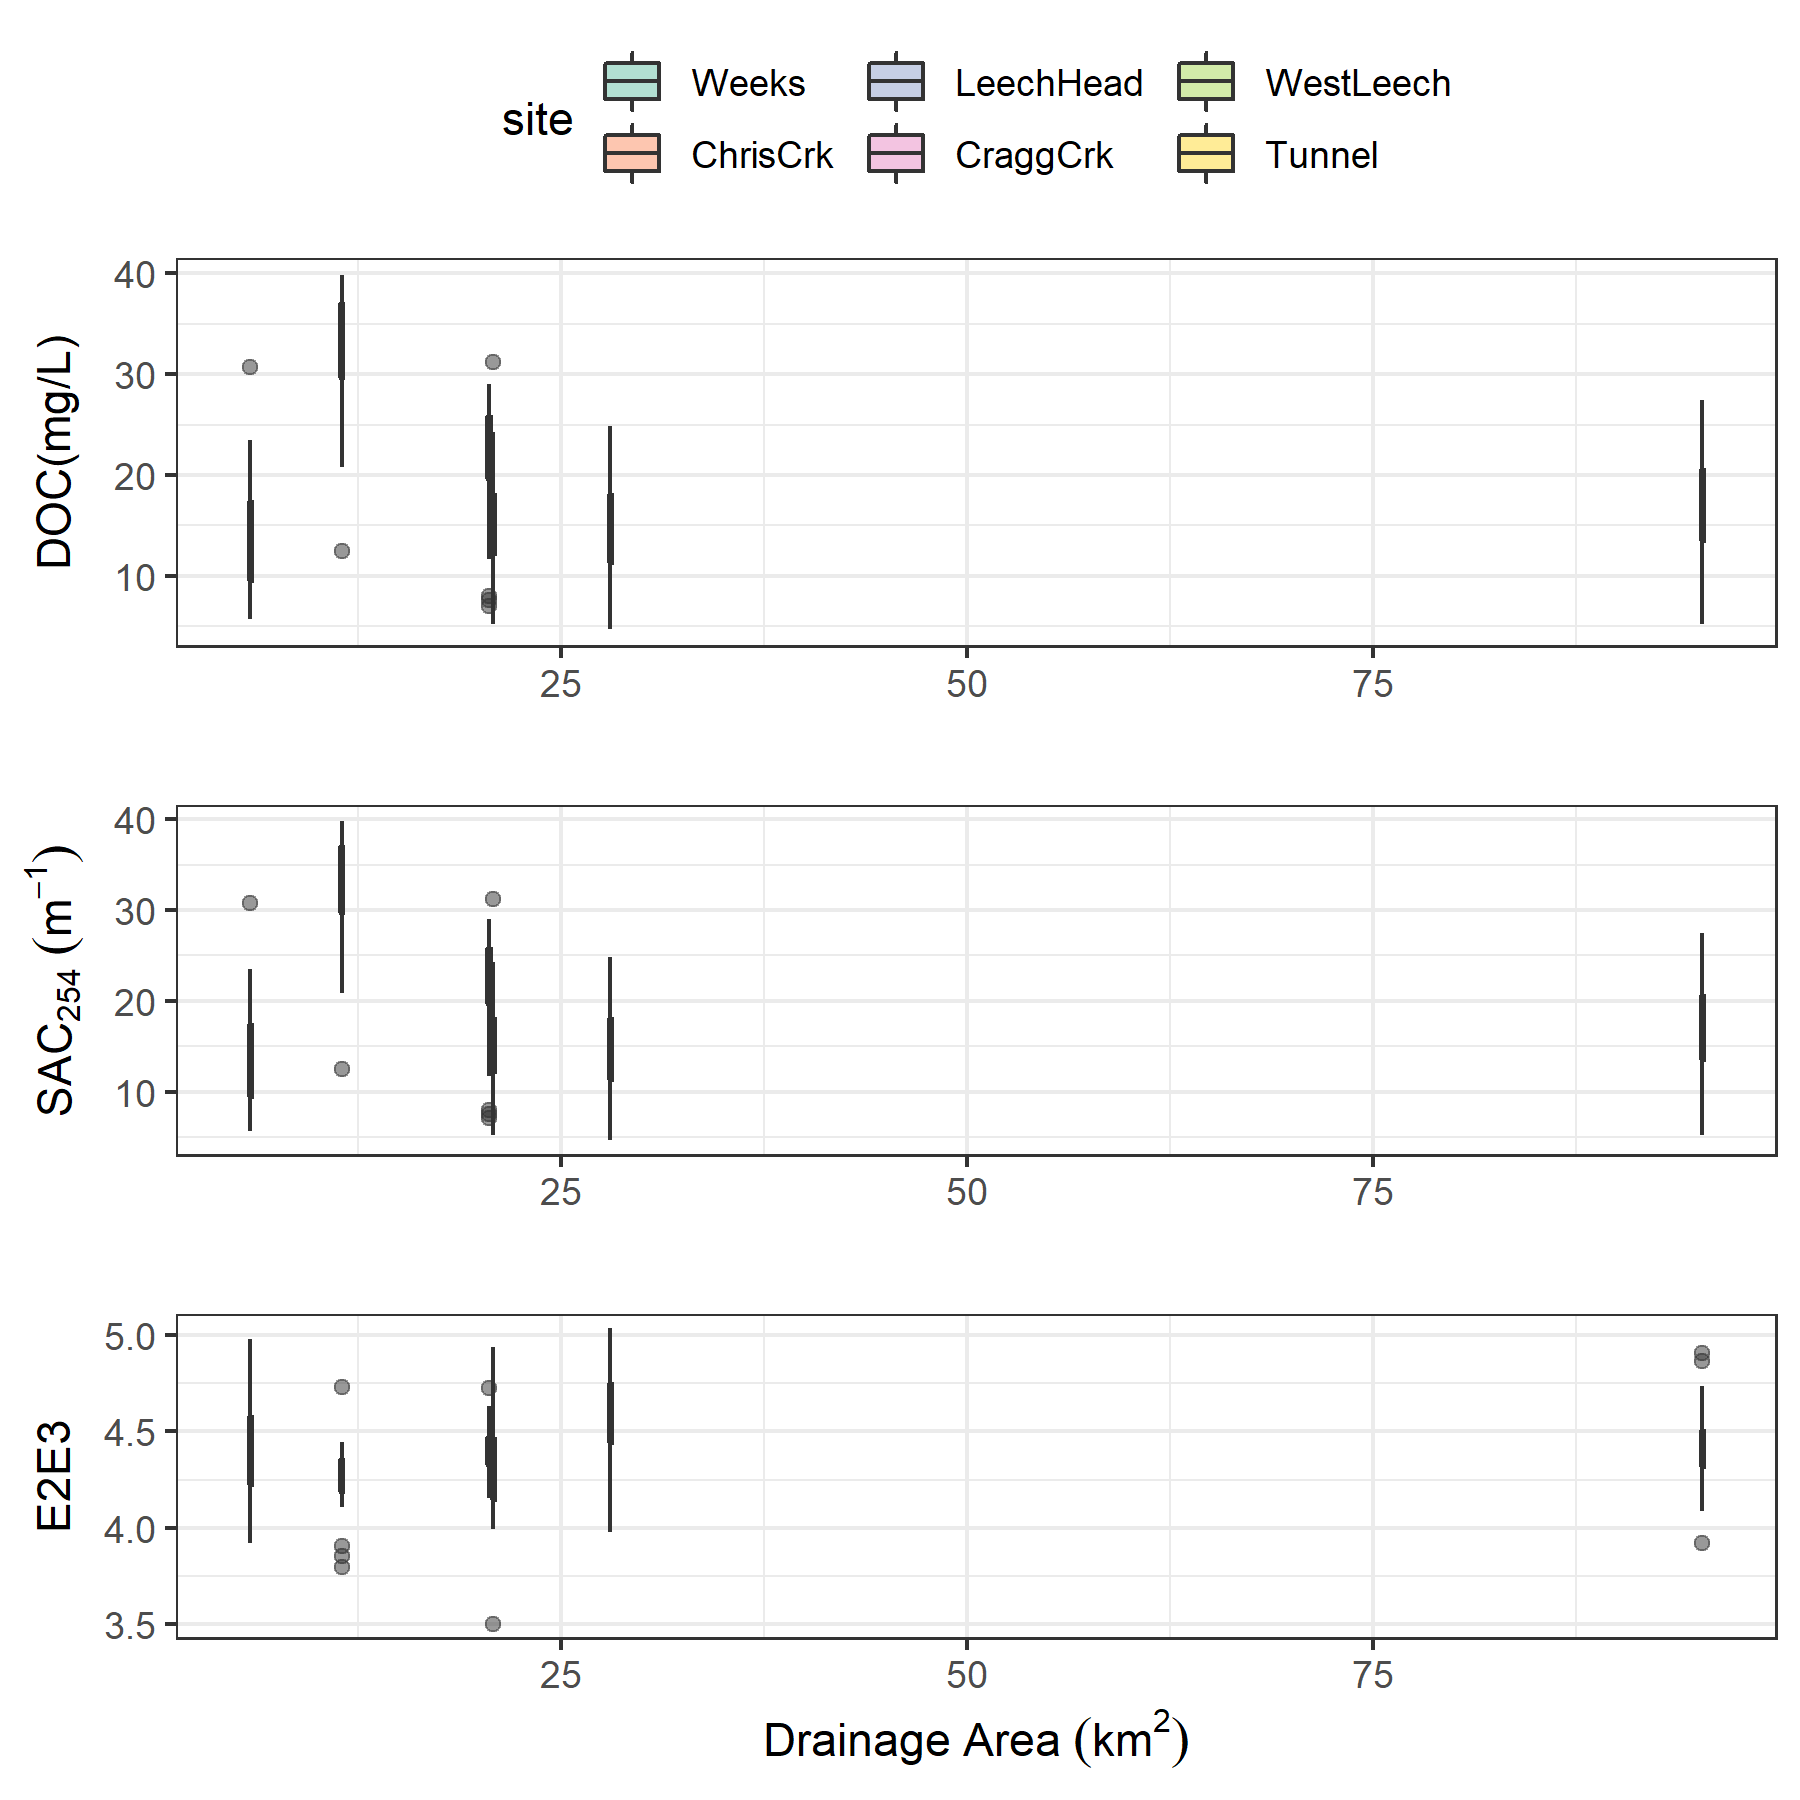 site
Weeks LeechHead WestLeech
ChrisCrk CraggCrk Tunnel
DOC(mg/L)
40
30
20
10
25 50 75
SAC₂₅₄ (m⁻¹)
40
30
20
10
25 50 75
E2E3
5.0
4.5
4.0
3.5
25 50 75
Drainage Area (km²)